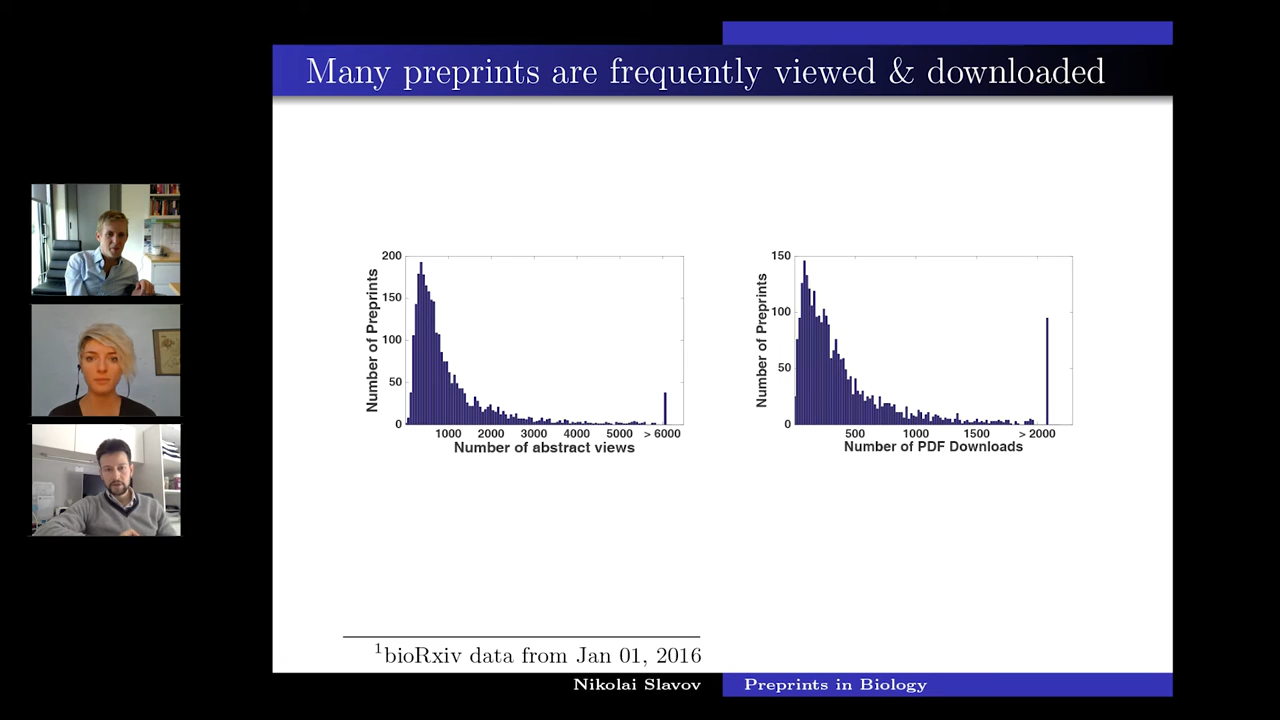 Many preprints are frequently viewed & downloaded
200
150
100
50
0
Number of Preprints
1000 2000 3000 4000 5000 > 6000
Number of abstract views
150
100
50
0
Number of Preprints
500 1000 1500 > 2000
Number of PDF Downloads
1bioRxiv data from Jan 01, 2016
Nikolai Slavov Preprints in Biology